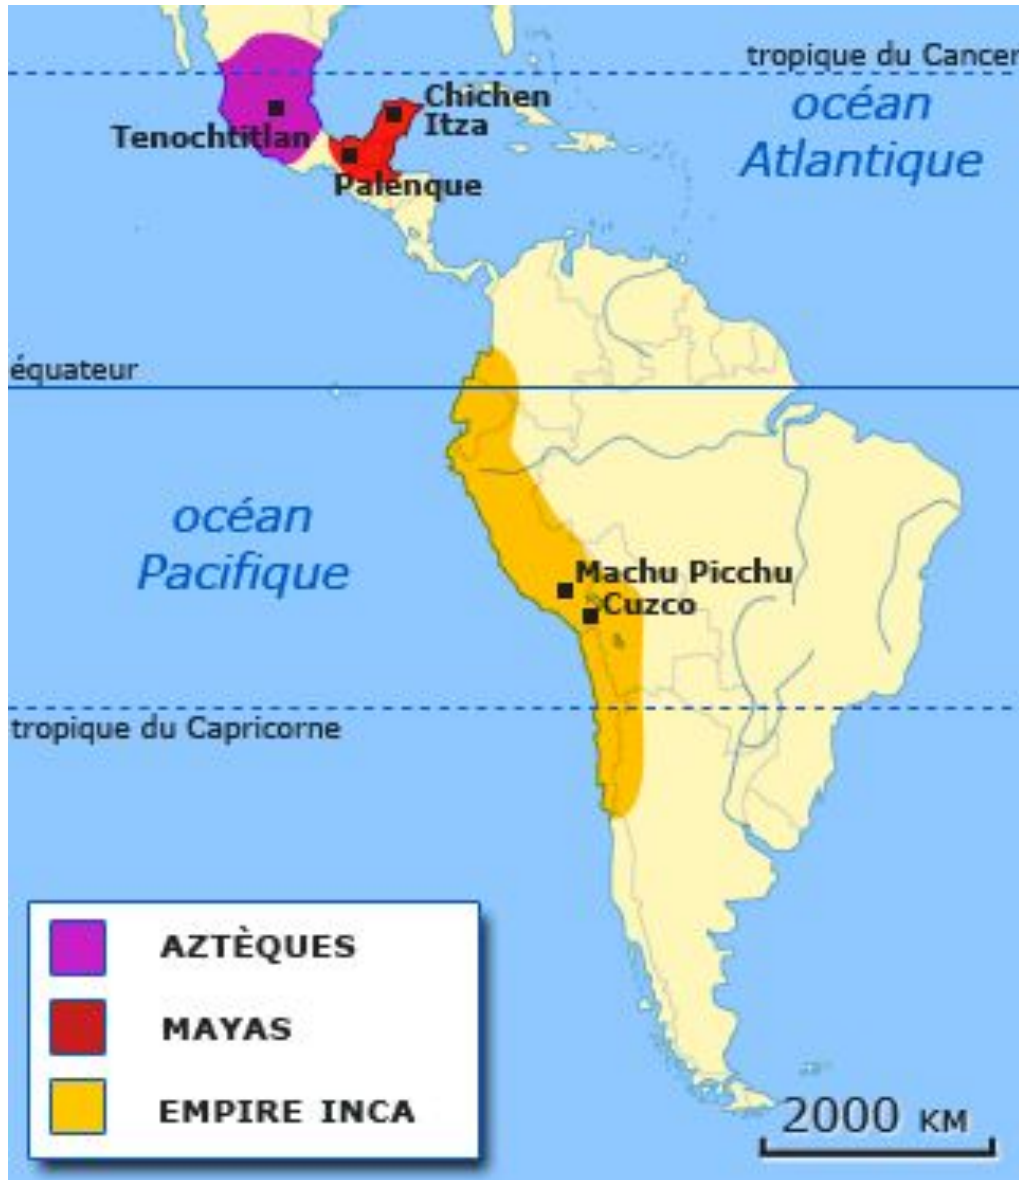 tropique du Cancer
océan
Atlantique
Chichen
Itza
Tenochtitlan
Palenque
équateur
océan
Pacifique
Machu Picchu
Cuzco
tropique du Capricorne
AZTÈQUES
MAYAS
EMPIRE INCA
2000 KM